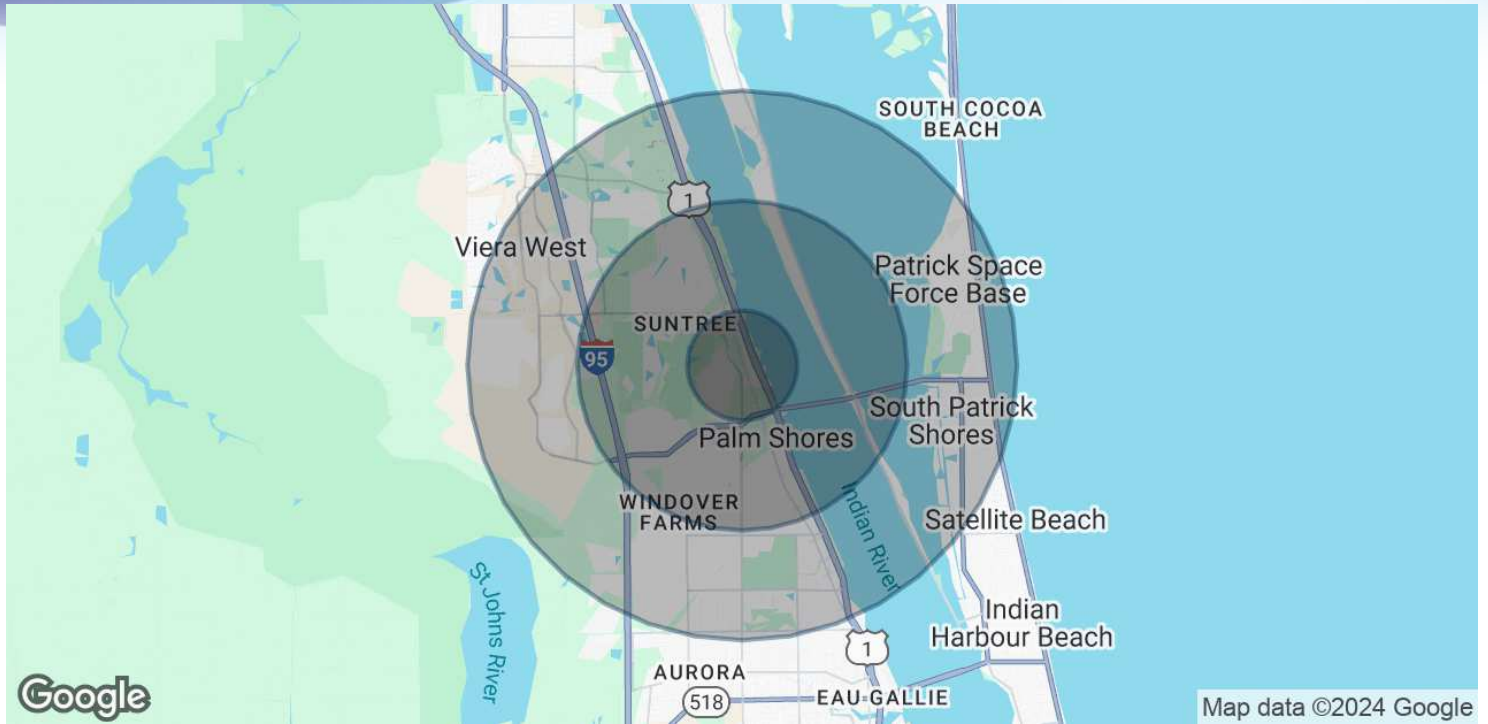 SOUTH COCOA
BEACH
1
Viera West
Patrick Space
Force Base
SUNTREE
95
South Patrick
Shores
Palm Shores
WINDOVER
FARMS
Indian River
Satellite Beach
St Johns River
Indian
Harbour Beach
1
AURORA
518
EAU GALLIE
Google
Map data ©2024 Google